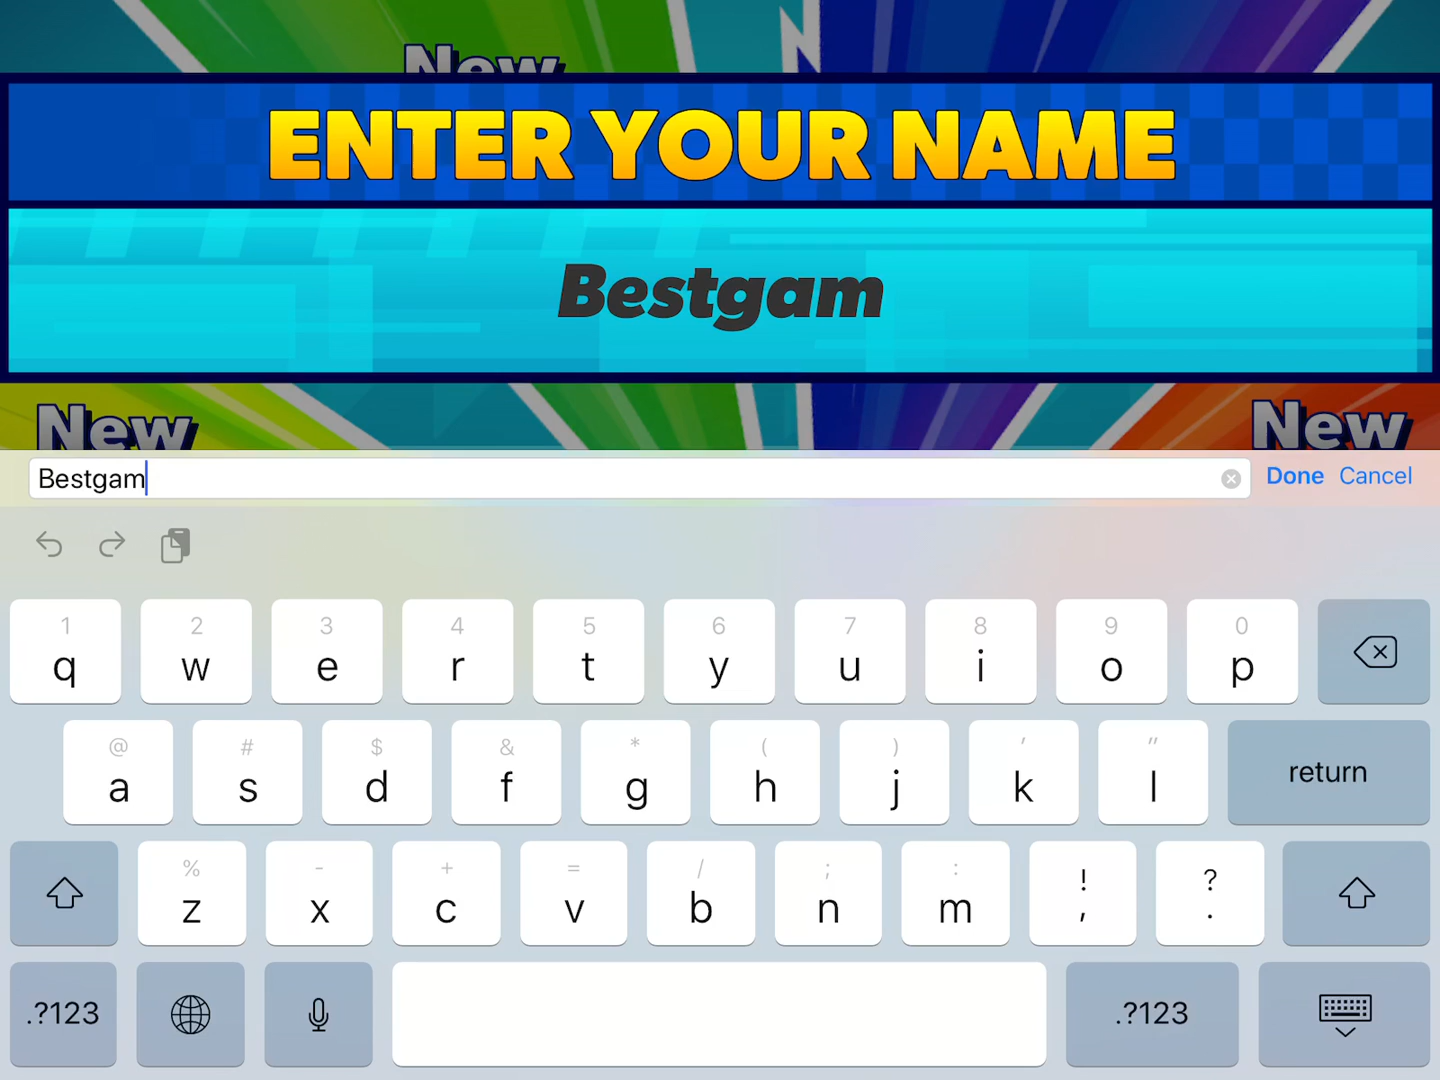 New
ENTER YOUR NAME
Bestgam
New
New
Bestgam
Done Cancel
1 2 3 4 5 6 7 8 9 0
q w e r t y u i o p
@ # $ & * ( ) ' "
a s d f g h j k l return
% - + = / ; : ! ?
z x c v b n m , .
.?123 .?123